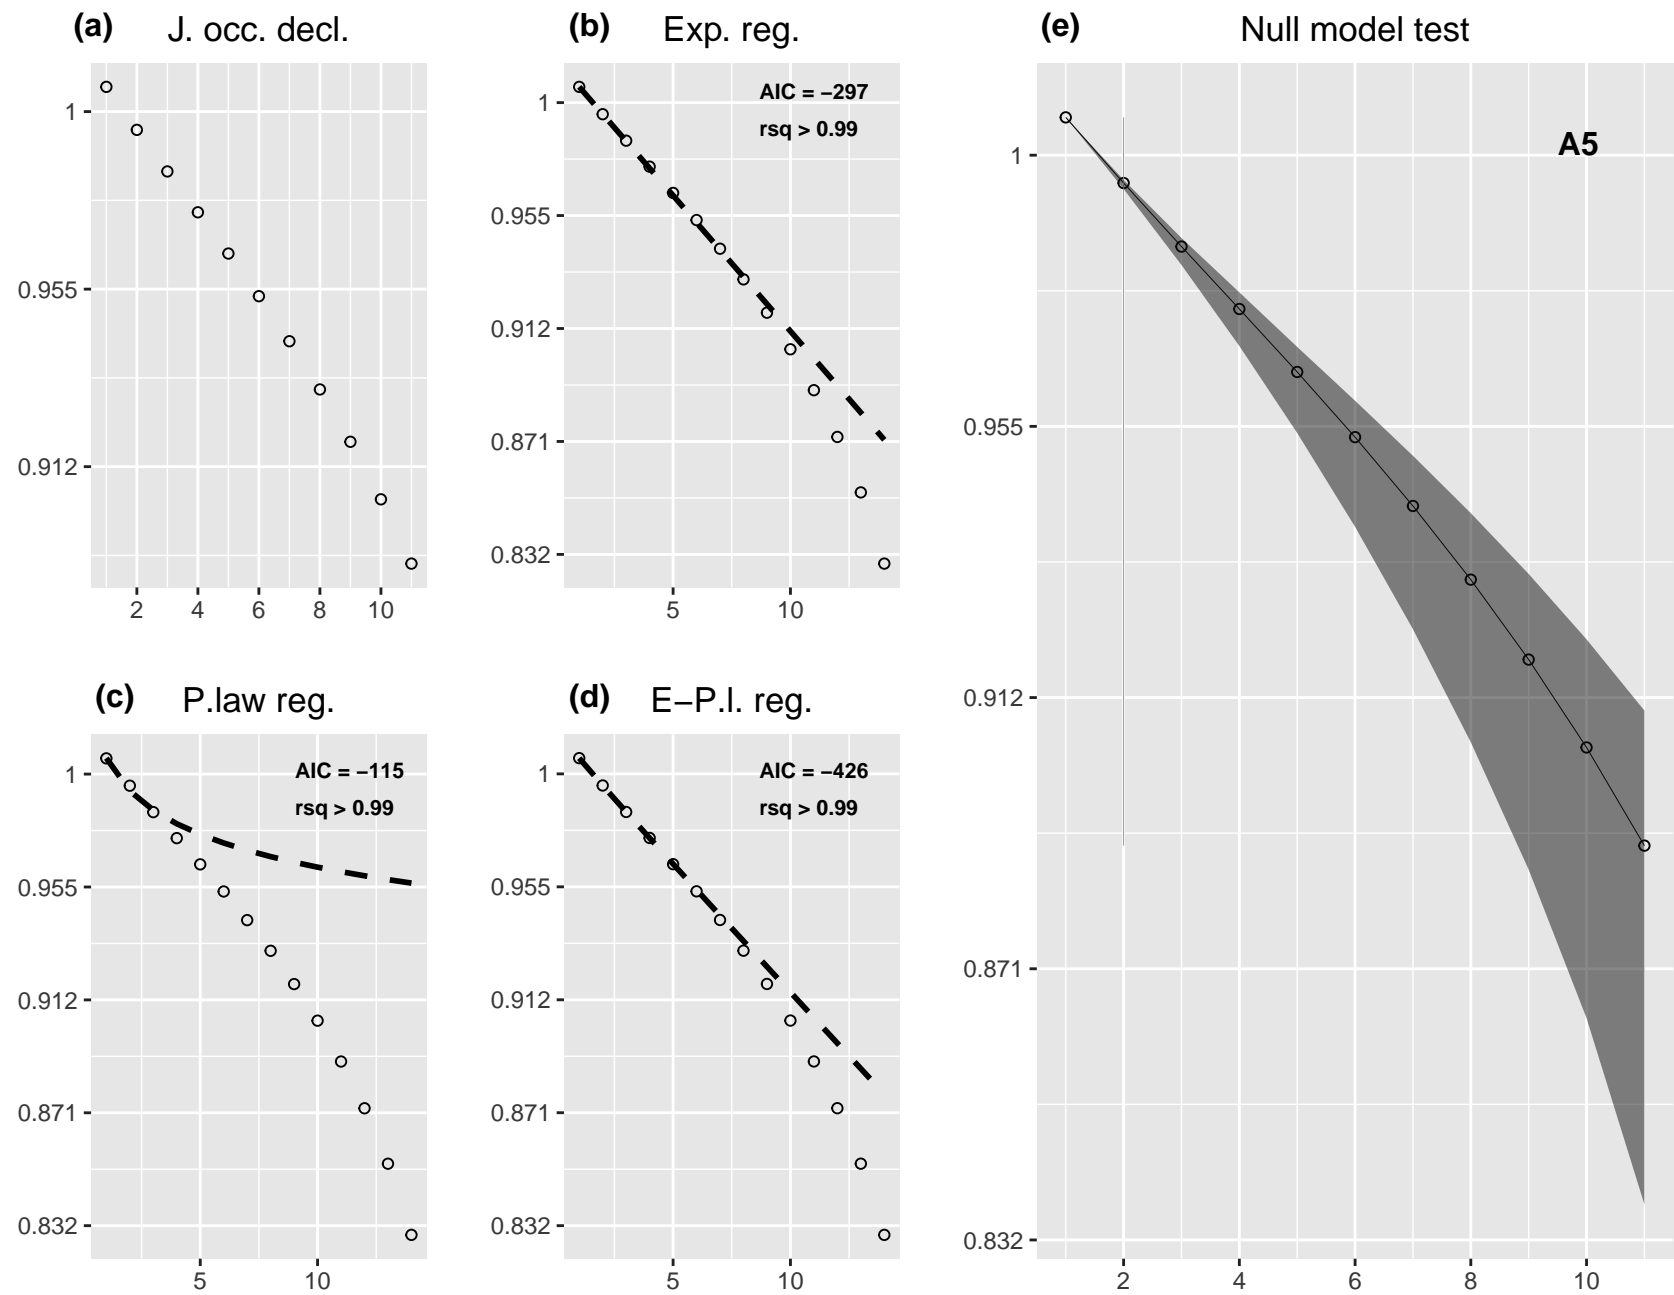 (a) J. occ. decl.
1
0.955
0.912
2 4 6 8 10
(b) Exp. reg.
AIC = −297
rsq > 0.99
1
0.955
0.912
0.871
0.832
5 10
(c) P.law reg.
AIC = −115
rsq > 0.99
1
0.955
0.912
0.871
0.832
5 10
(d) E−P.l. reg.
AIC = −426
rsq > 0.99
1
0.955
0.912
0.871
0.832
5 10
(e) Null model test
A5
1
0.955
0.912
0.871
0.832
2 4 6 8 10